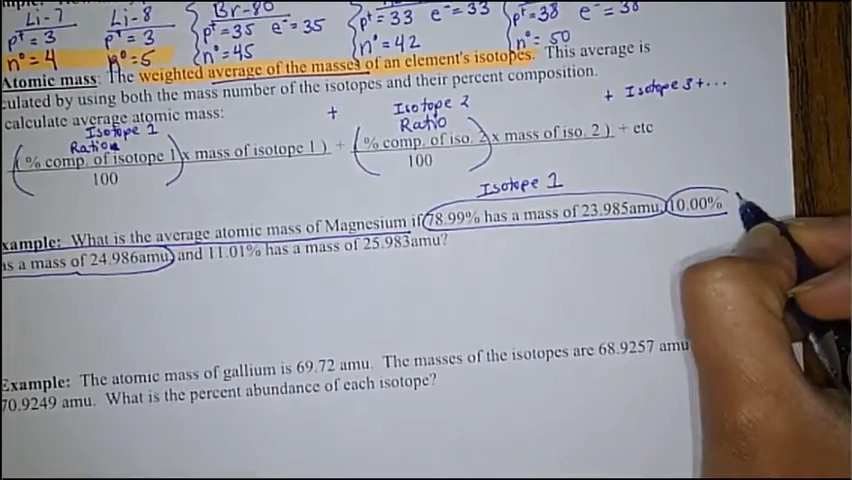 Li-7 Li-8 Br-80
p⁺ = 3 p⁺ = 3 p⁺=35 e⁻=35 p⁺=33 e⁻=33 p⁺=38 e⁻=38
n°=4 n°=5 n°=45 n°=42 n°= 50
Atomic mass: The weighted average of the masses of an element's isotopes. This average is
culated by using both the mass number of the isotopes and their percent composition.
calculate average atomic mass:
Isotope 1 Ratio + Isotope 2 Ratio + Isotope 3 + ...
( % comp. of isotope 1 x mass of isotope 1 ) + ( % comp. of iso. 2 x mass of iso. 2 ) + etc
100 100
Isotope 1
xample: What is the average atomic mass of Magnesium if 78.99% has a mass of 23.985amu, 10.00%
as a mass of 24.986amu, and 11.01% has a mass of 25.983amu?
Example: The atomic mass of gallium is 69.72 amu. The masses of the isotopes are 68.9257 amu
70.9249 amu. What is the percent abundance of each isotope?